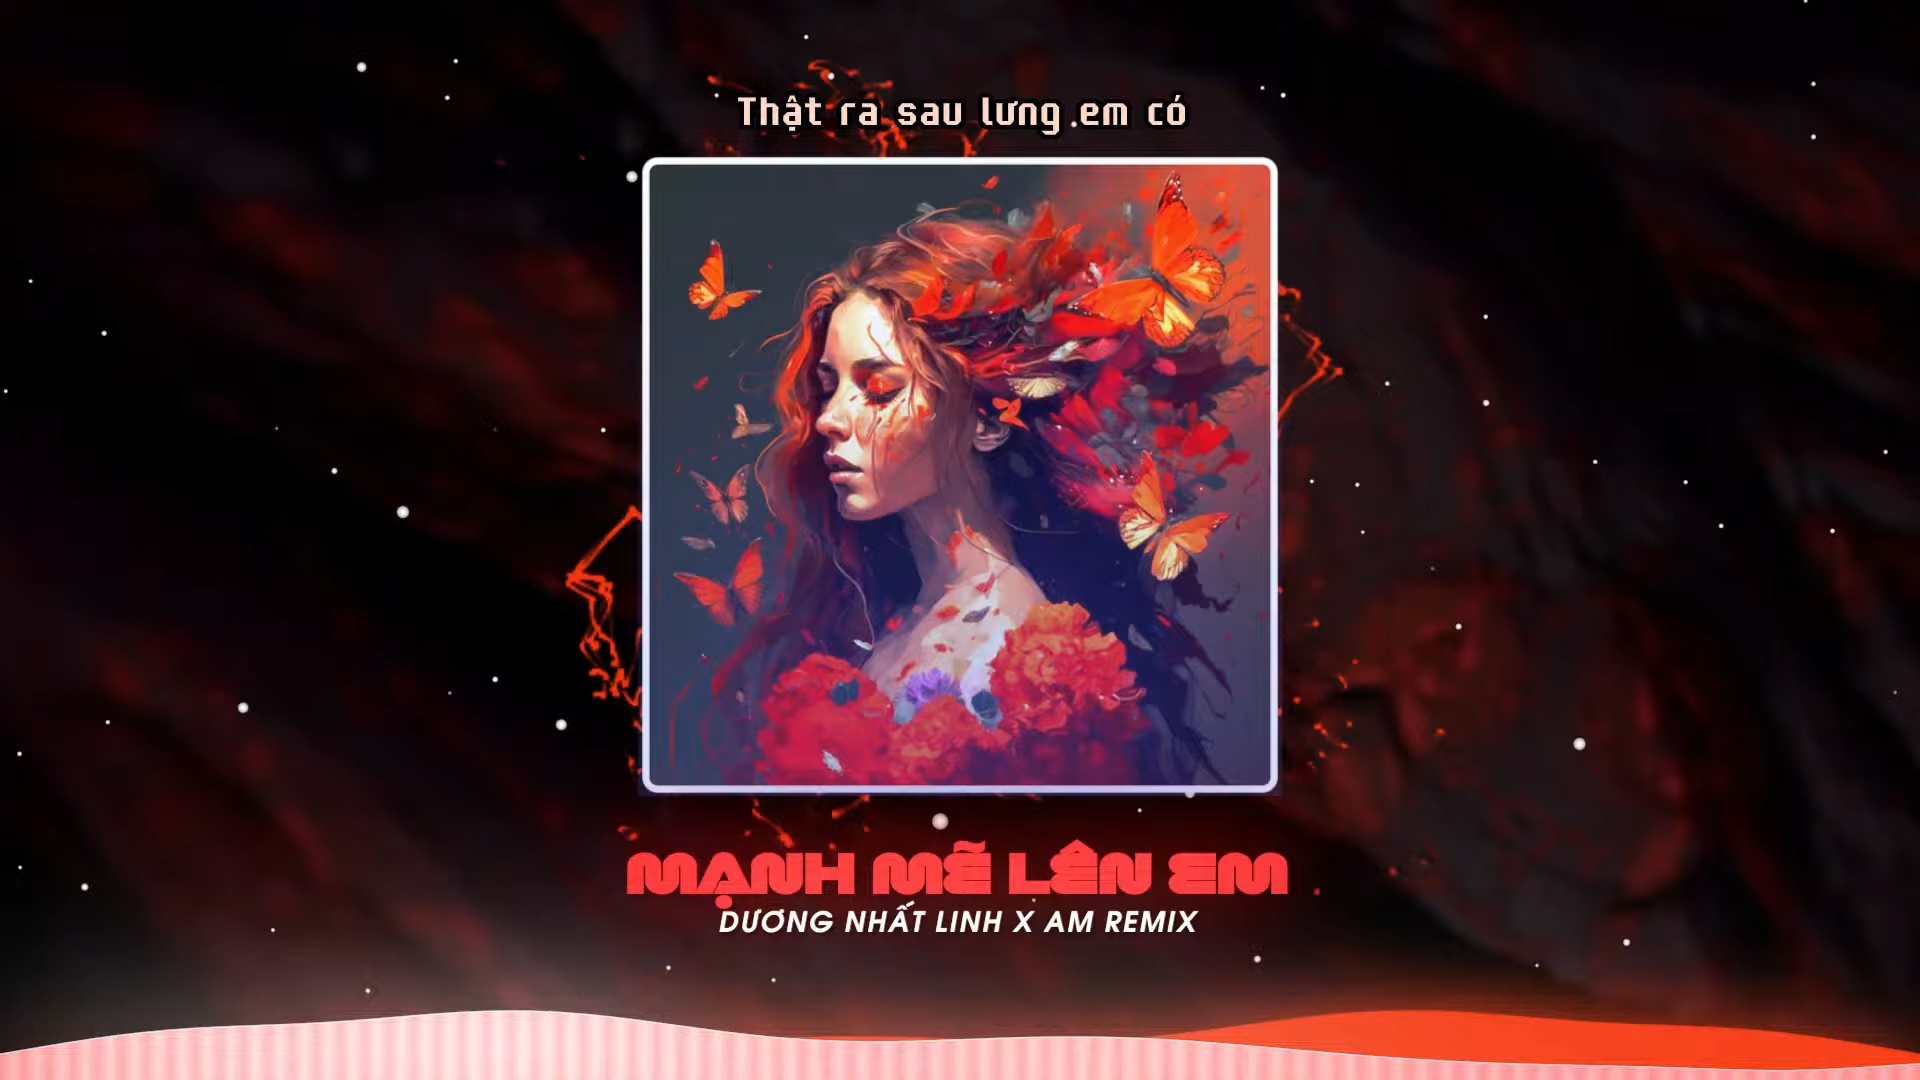 Thật ra sau lưng em có
MẠNH MẼ LÊN EM
DƯƠNG NHẤT LINH X AM REMIX